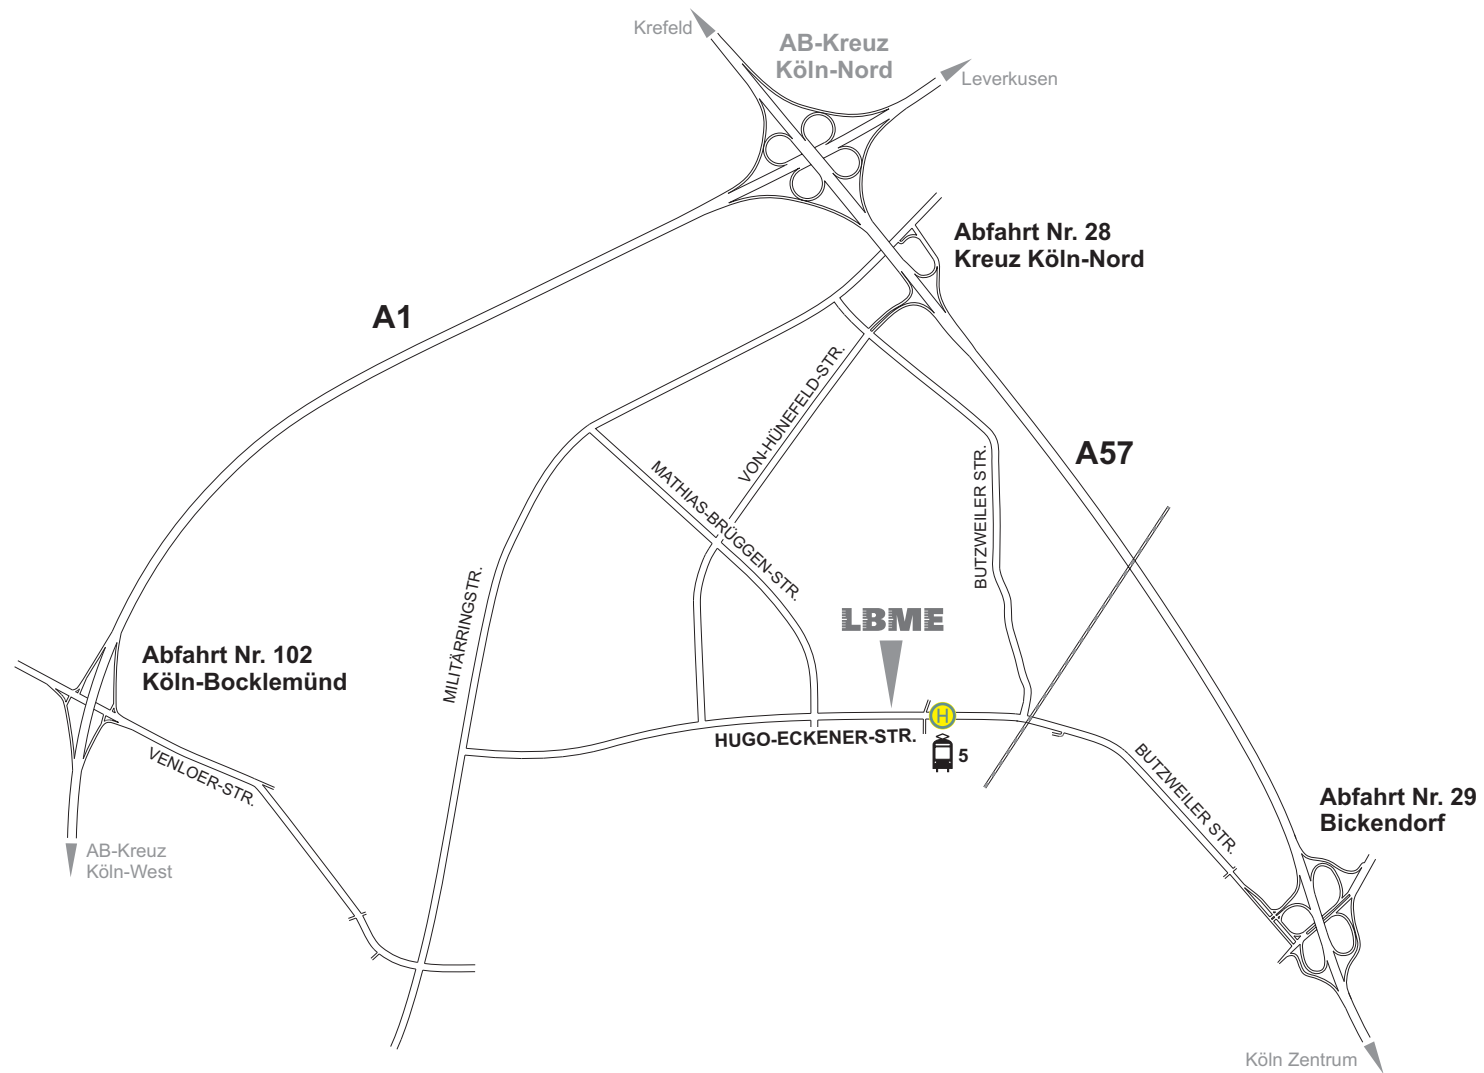 Krefeld
AB-Kreuz
Köln-Nord
Leverkusen
Abfahrt Nr. 28
Kreuz Köln-Nord
A1
VON-HÜNEFELD-STR.
A57
MATHIAS-BRÜGGEN-STR.
BUTZWEILER STR.
MILITÄRRINGSTR.
LBME
Abfahrt Nr. 102
Köln-Bocklemünd
H
HUGO-ECKENER-STR.
5
VENLOER-STR.
BUTZWEILER STR.
Abfahrt Nr. 29
Bickendorf
AB-Kreuz
Köln-West
Köln Zentrum